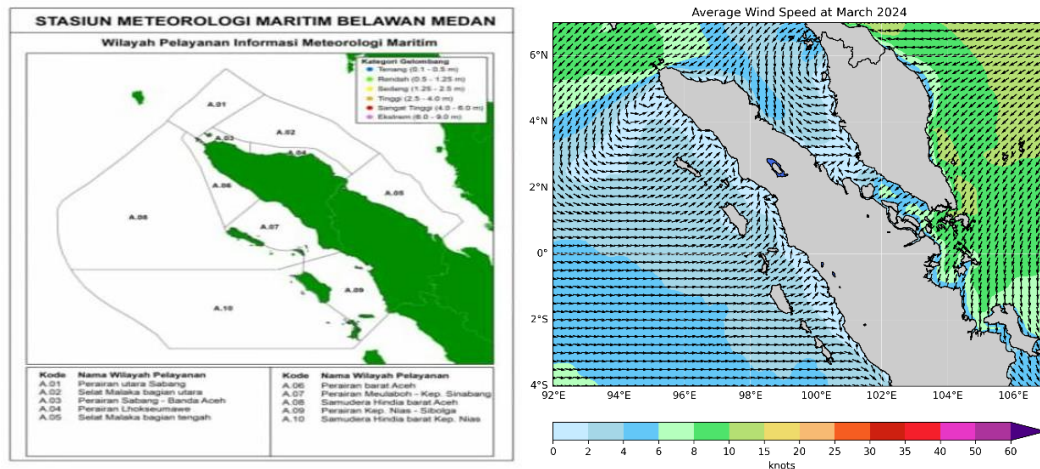 STASIUN METEOROLOGI MARITIM BELAWAN MEDAN
Wilayah Pelayanan Informasi Meteorologi Maritim
Kategori Gelombang
Tenang (0.1 - 0.5 m)
Rendah (0.5 - 1.25 m)
Sedang (1.25 - 2.5 m)
Tinggi (2.5 - 4.0 m)
Sangat Tinggi (4.0 - 6.0 m)
Ekstrem (6.0 - 9.0 m)
A.01
A.02
A.03
A.04
A.05
A.06
A.07
A.08
A.09
A.10
Kode Nama Wilayah Pelayanan
A.01 Perairan utara Sabang
A.02 Selat Malaka bagian utara
A.03 Perairan Sabang - Banda Aceh
A.04 Perairan Lhokseumawe
A.05 Selat Malaka bagian tengah
Kode Nama Wilayah Pelayanan
A.06 Perairan barat Aceh
A.07 Perairan Meulaboh - Kep. Sinabang
A.08 Samudera Hindia barat Aceh
A.09 Perairan Kep. Nias - Sibolga
A.10 Samudera Hindia barat Kep. Nias
Average Wind Speed at March 2024
6°N
4°N
2°N
0°
2°S
4°S
92°E 94°E 96°E 98°E 100°E 102°E 104°E 106°E
0 2 4 6 8 10 15 20 25 30 35 40 50 60
knots